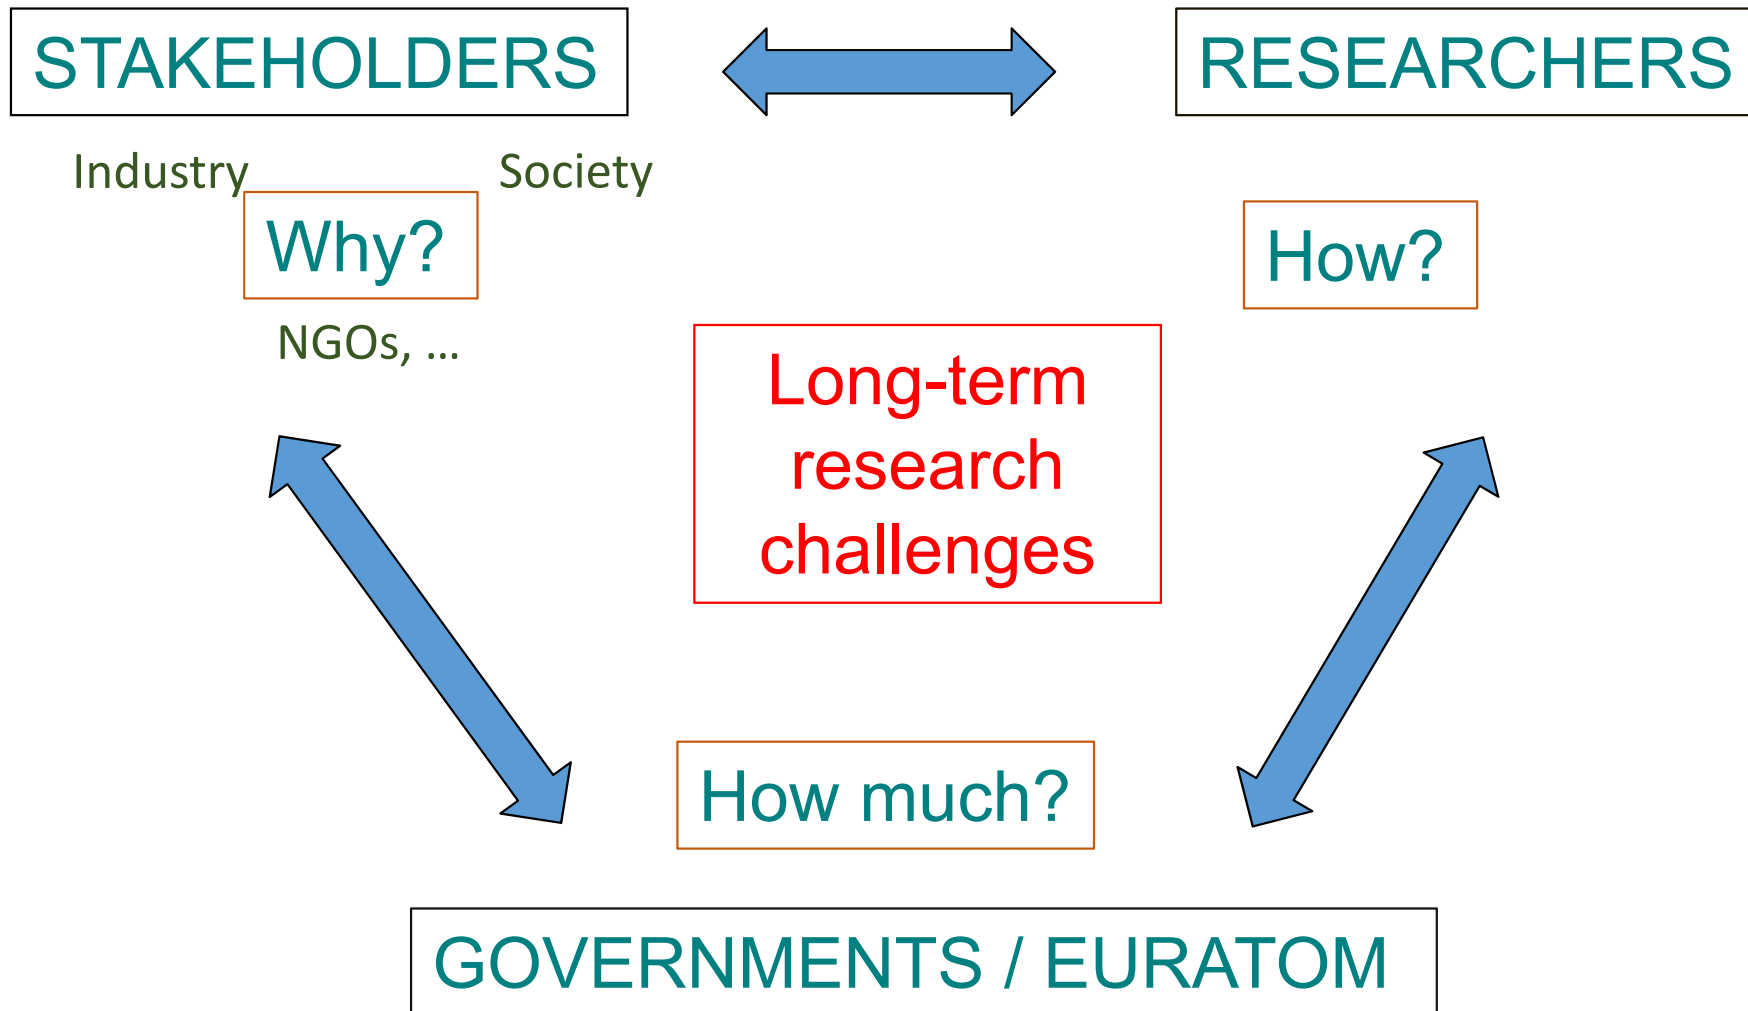 STAKEHOLDERS
RESEARCHERS
Industry
Society
Why?
How?
NGOs, ...
Long-term
research
challenges
How much?
GOVERNMENTS / EURATOM